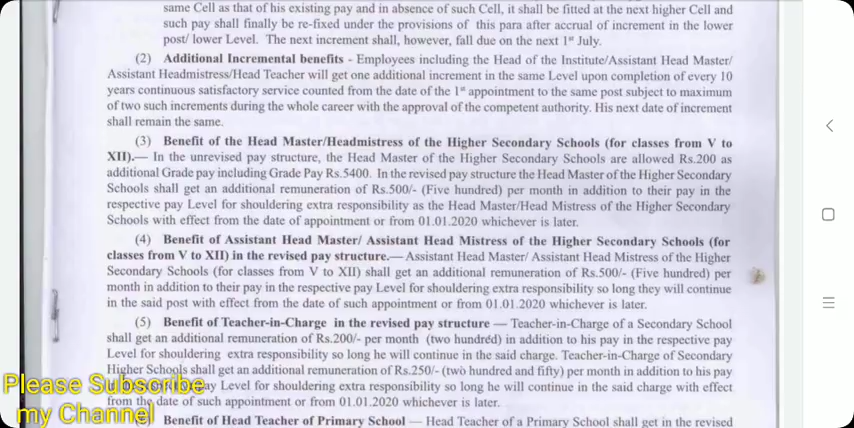 same Cell as that of his existing pay and in absence of such Cell, it shall be fitted at the next higher Cell and
such pay shall finally be re-fixed under the provisions of this para after accrual of increment in the lower
post/ lower Level. The next increment shall, however, fall due on the next 1st July.
(2) Additional Incremental benefits - Employees including the Head of the Institute/Assistant Head Master/
Assistant Headmistress/Head Teacher will get one additional increment in the same Level upon completion of every 10
years continuous satisfactory service counted from the date of the 1st appointment to the same post subject to maximum
of two such increments during the whole career with the approval of the competent authority. His next date of increment
shall remain the same.
(3) Benefit of the Head Master/Headmistress of the Higher Secondary Schools (for classes from V to
XII).— In the unrevised pay structure, the Head Master of the Higher Secondary Schools are allowed Rs.200 as
additional Grade pay including Grade Pay Rs.5400. In the revised pay structure the Head Master of the Higher Secondary
Schools shall get an additional remuneration of Rs.500/- (Five hundred) per month in addition to their pay in the
respective pay Level for shouldering extra responsibility as the Head Master/Head Mistress of the Higher Secondary
Schools with effect from the date of appointment or from 01.01.2020 whichever is later.
(4) Benefit of Assistant Head Master/ Assistant Head Mistress of the Higher Secondary Schools (for
classes from V to XII) in the revised pay structure.— Assistant Head Master/ Assistant Head Mistress of the Higher
Secondary Schools (for classes from V to XII) shall get an additional remuneration of Rs.500/- (Five hundred) per
month in addition to their pay in the respective pay Level for shouldering extra responsibility so long they will continue
in the said post with effect from the date of such appointment or from 01.01.2020 whichever is later.
(5) Benefit of Teacher-in-Charge in the revised pay structure — Teacher-in-Charge of a Secondary School
shall get an additional remuneration of Rs.200/- per month (two hundred) in addition to his pay in the respective pay
Level for shouldering extra responsibility so long he will continue in the said charge. Teacher-in-Charge of Secondary
Higher Schools shall get an additional remuneration of Rs.250/- (two hundred and fifty) per month in addition to his pay
pay Level for shouldering extra responsibility so long he will continue in the said charge with effect
from the date of such appointment or from 01.01.2020 whichever is later.
Benefit of Head Teacher of Primary School — Head Teacher of a Primary School shall get in the revised
Please Subscribe
my Channel